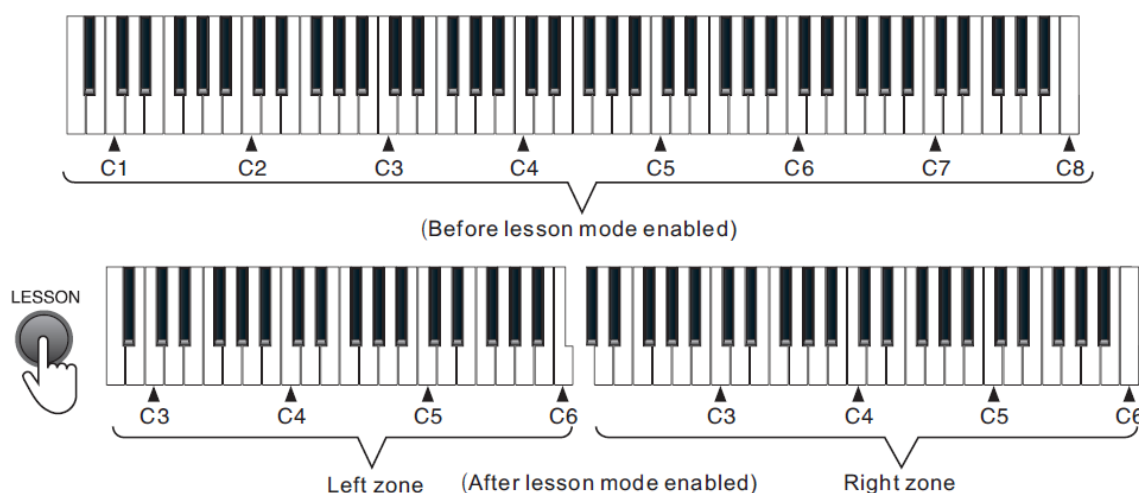 C1 C2 C3 C4 C5 C6 C7 C8
(Before lesson mode enabled)
LESSON
C3 C4 C5 C6 C3 C4 C5 C6
Left zone (After lesson mode enabled) Right zone